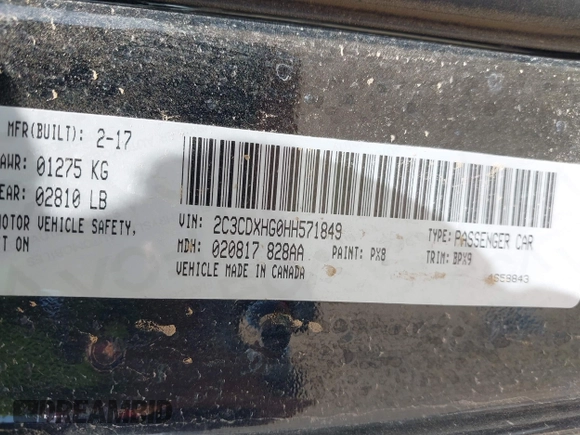 MFR(BUILT): 2-17
AWR: 01275 KG
EAR: 02810 LB
MOTOR VEHICLE SAFETY,
T ON
VIN: 2C3CDXHG0HH571849
TYPE: PASSENGER CAR
MDH: 020817 828AA PAINT: PX8 TRIM: BPX9
VEHICLE MADE IN CANADA
4SE9843
DREAMBID